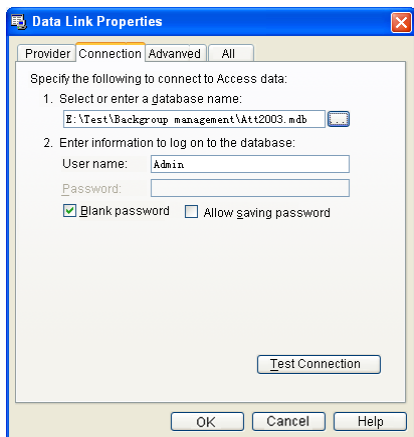 Data Link Properties
Provider Connection Advanved All
Specify the following to connect to Access data:
1. Select or enter a database name:
E:\Test\Backgroup management\Att2003.mdb ...
2. Enter information to log on to the database:
User name: Admin
Password:
Blank password Allow saving password
Test Connection
OK Cancel Help